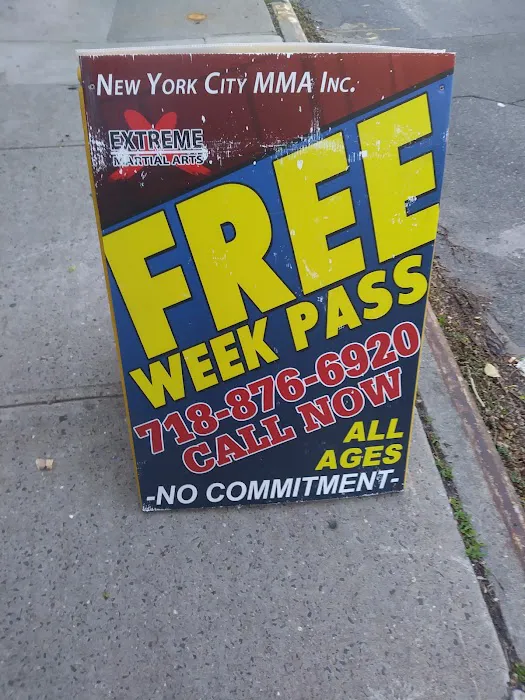 New York City MMA Inc.
EXTREME
MARTIAL ARTS
FREE
WEEK PASS
718-876-6920
CALL NOW
ALL
AGES
-NO COMMITMENT-